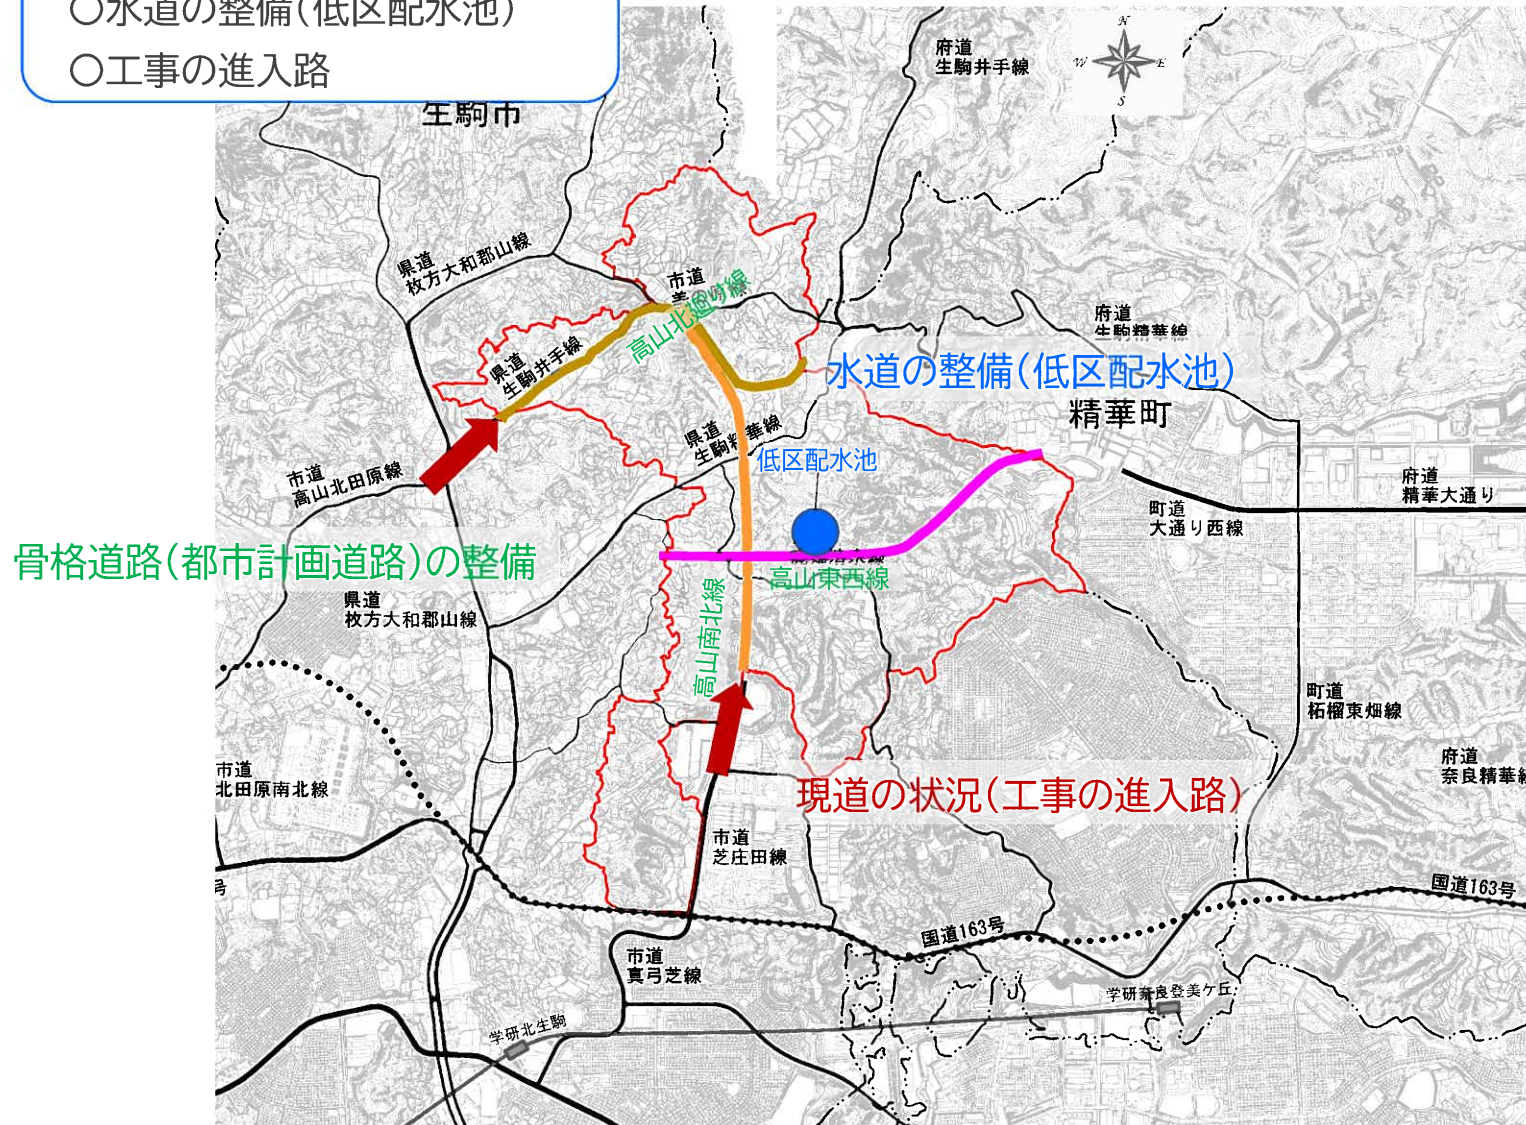 〇水道の整備(低区配水池)
〇工事の進入路
生駒市
府道
生駒井手線
N
W
E
S
県道
枚方大和郡山線
市道
高山北廻り線
府道
生駒精華線
県道
生駒井手線
水道の整備(低区配水池)
精華町
県道
生駒精華線
低区配水池
市道
高山北田原線
府道
精華大通り
町道
大通り西線
骨格道路(都市計画道路)の整備
高山東西線
県道
枚方大和郡山線
高山南北線
町道
柘榴東畑線
市道
北田原南北線
府道
奈良精華線
現道の状況(工事の進入路)
市道
芝庄田線
号
国道163号
国道163号
市道
真弓芝線
学研奈良登美ケ丘
学研北生駒